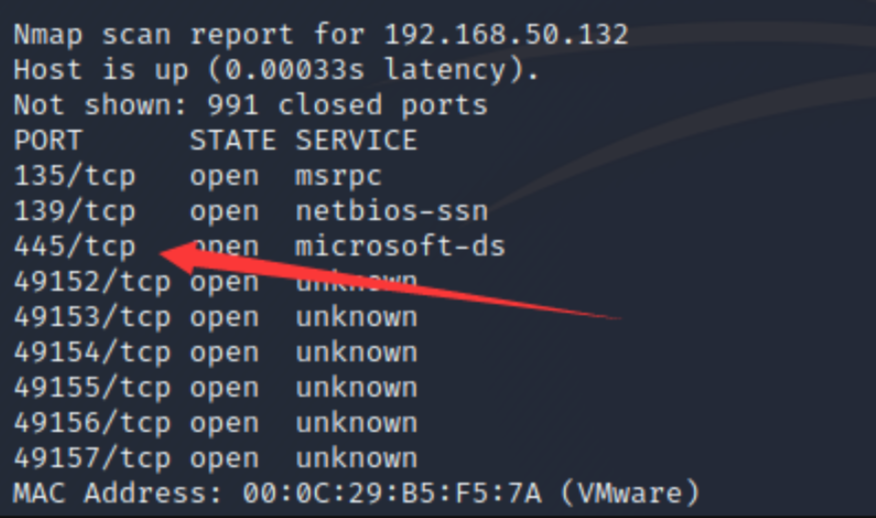 Nmap scan report for 192.168.50.132
Host is up (0.00033s latency).
Not shown: 991 closed ports
PORT      STATE SERVICE
135/tcp   open  msrpc
139/tcp   open  netbios-ssn
445/tcp   open  microsoft-ds
49152/tcp open  unknown
49153/tcp open  unknown
49154/tcp open  unknown
49155/tcp open  unknown
49156/tcp open  unknown
49157/tcp open  unknown
MAC Address: 00:0C:29:B5:F5:7A (VMware)